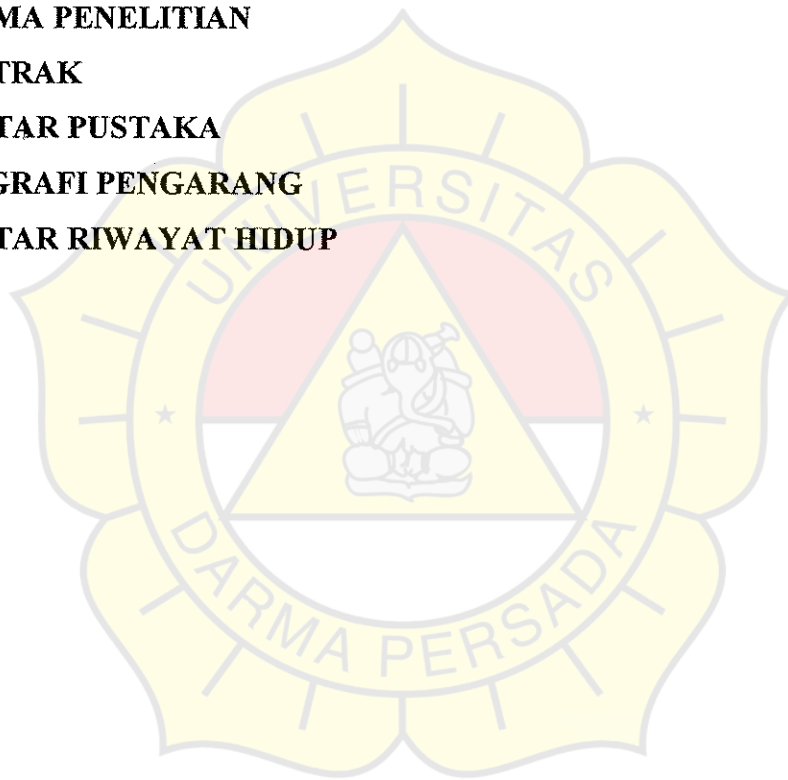 MA PENELITIAN
TRAK
TAR PUSTAKA
GRAFI PENGARANG
TAR RIWAYAT HIDUP
UNIVERSITAS
DARMA PERSADA